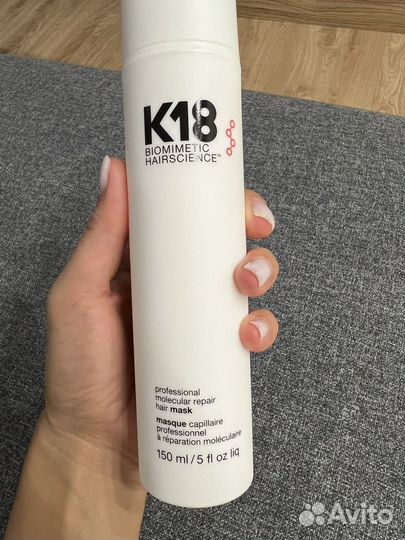 K18
BIOMIMETIC
HAIRSCIENCE™
professional
molecular repair
hair mask
masque capillaire
professionnel
à réparation moléculaire
150 ml / 5 fl oz liq
Avito